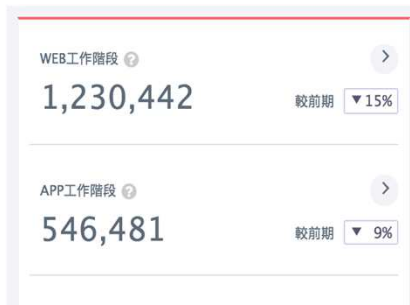 WEB工作階段 ?
1,230,442
較前期 ▼15%
APP工作階段 ?
546,481
較前期 ▼ 9%